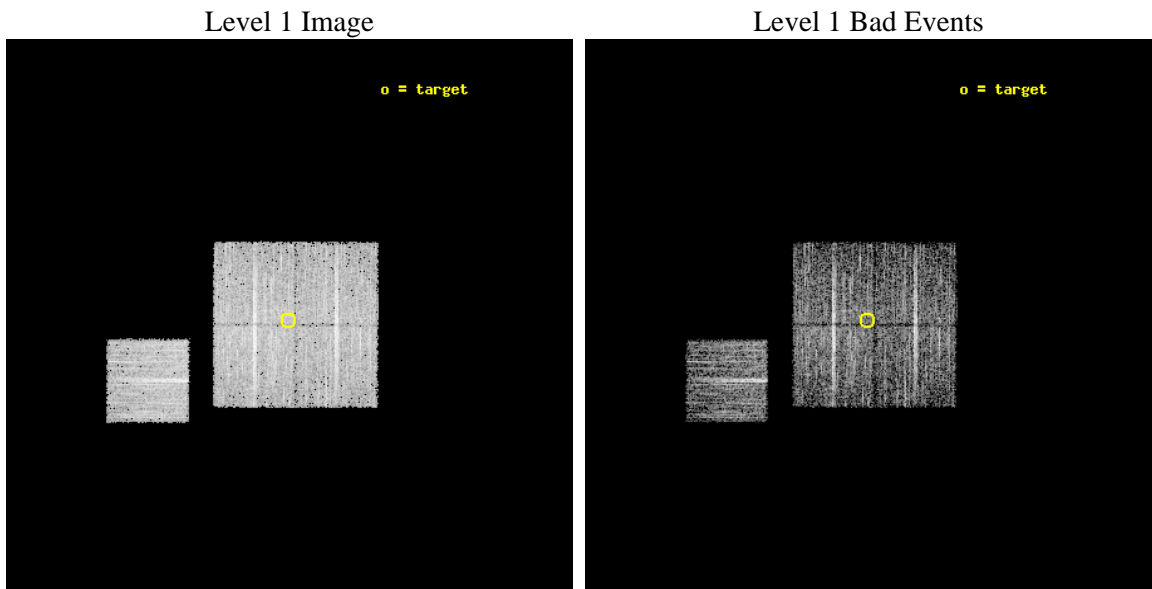 Level 1 Image
Level 1 Bad Events
o = target
o = target